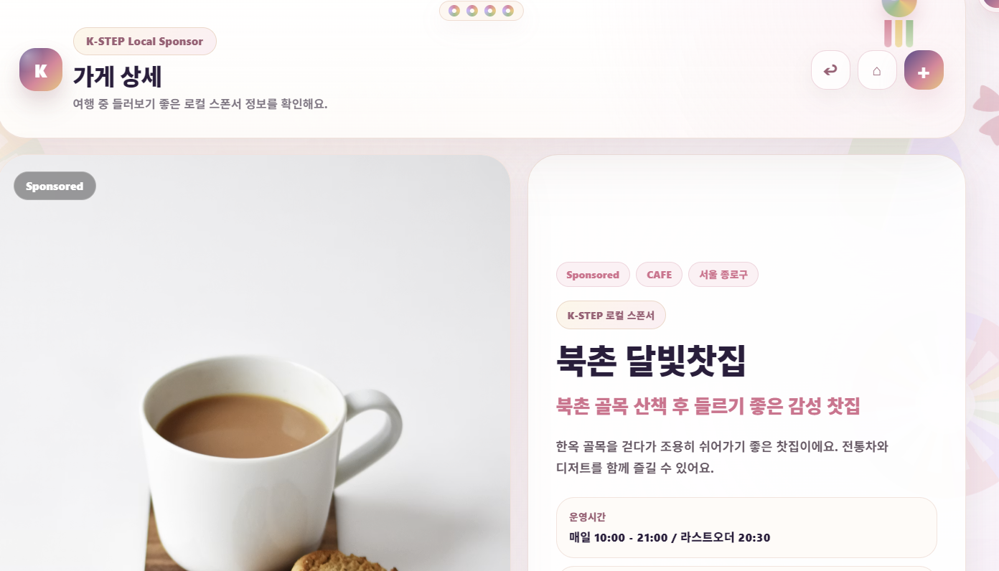 K-STEP Local Sponsor
K
가게 상세
여행 중 들러보기 좋은 로컬 스폰서 정보를 확인해요.
Sponsored
Sponsored
CAFE
서울 종로구
K-STEP 로컬 스폰서
북촌 달빛찻집
북촌 골목 산책 후 들르기 좋은 감성 찻집
한옥 골목을 걷다가 조용히 쉬어가기 좋은 찻집이에요. 전통차와
디저트를 함께 즐길 수 있어요.
운영시간
매일 10:00 - 21:00 / 라스트오더 20:30